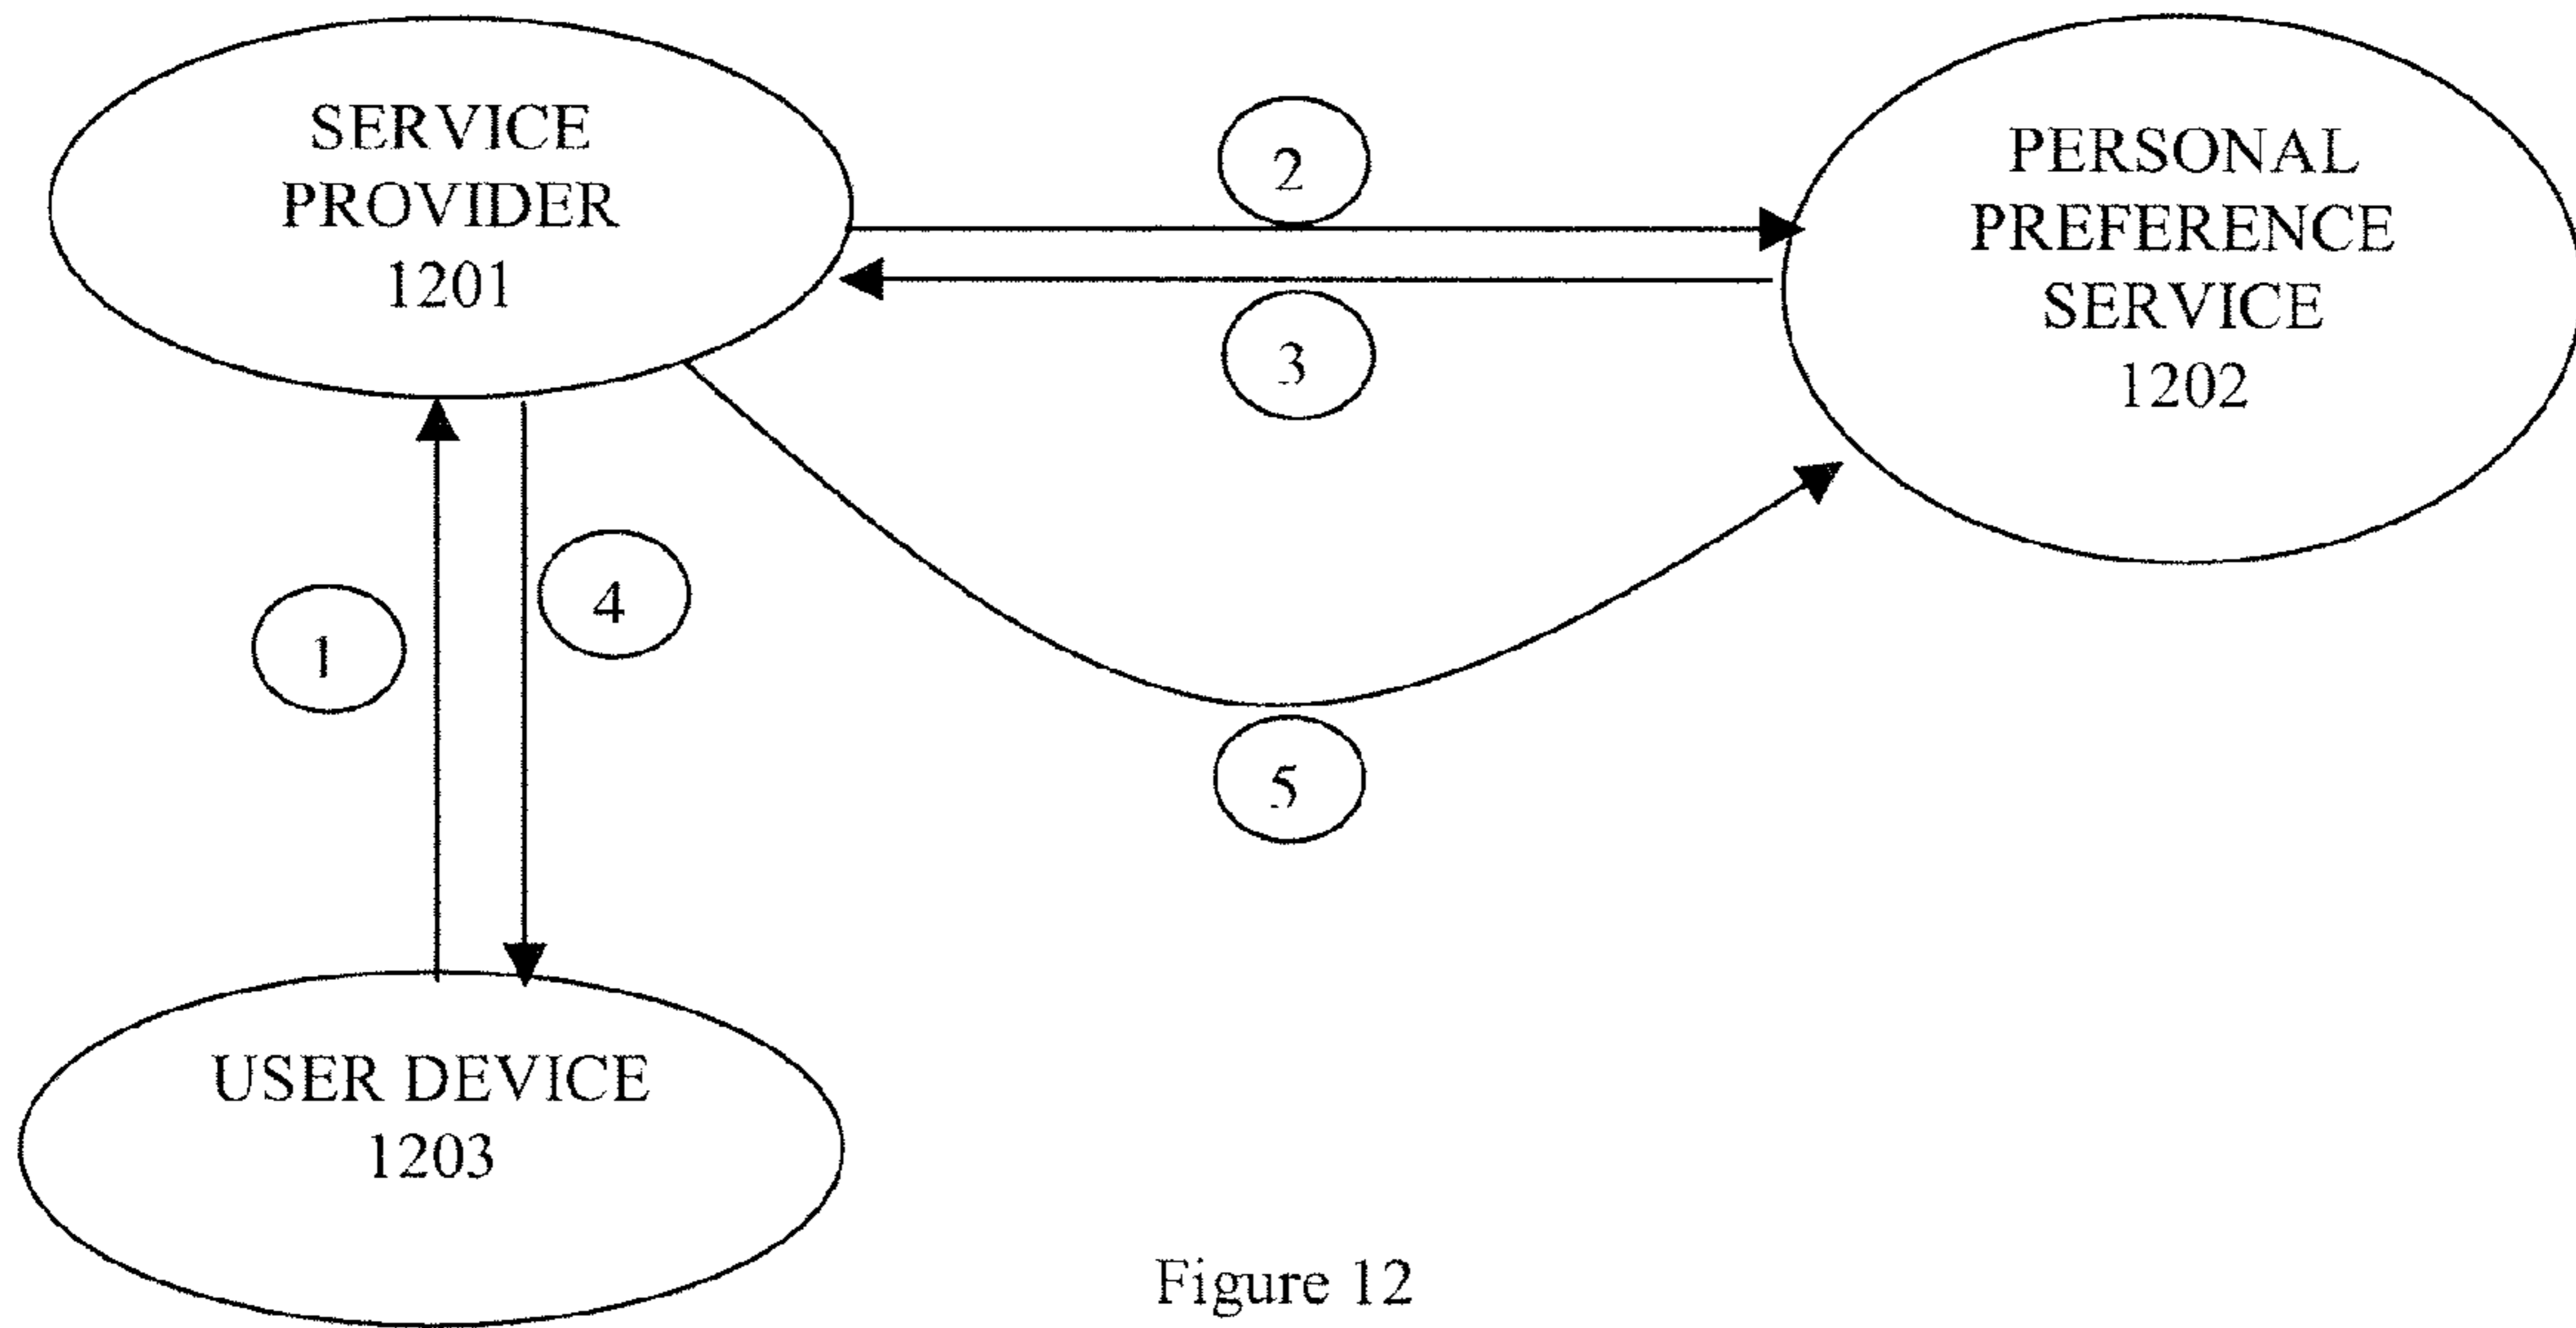 SERVICE
PROVIDER
1201
2
PERSONAL
PREFERENCE
SERVICE
1202
3
1
4
5
USER DEVICE
1203
Figure 12